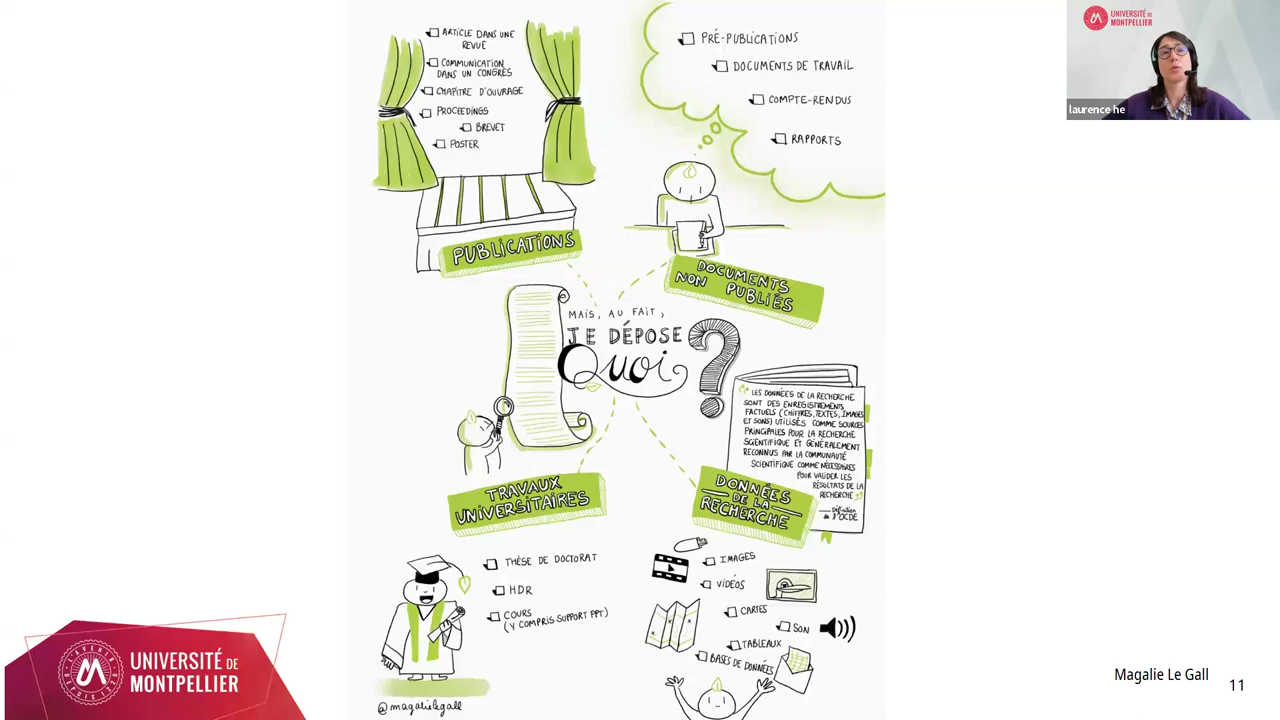 ARTICLE DANS UNE
REVUE
COMMUNICATION
DANS UN CONGRÈS
CHAPITRE D'OUVRAGE
PROCEEDINGS
BREVET
POSTER
PUBLICATIONS
PRÉ-PUBLICATIONS
DOCUMENTS DE TRAVAIL
COMPTE-RENDUS
RAPPORTS
DOCUMENTS
NON PUBLIÉS
MAIS, AU FAIT,
JE DÉPOSE
Quoi ?
LES DONNÉES DE LA RECHERCHE
SONT DES ENREGISTREMENTS
FACTUELS (CHIFFRES, TEXTES, IMAGES
ET SONS) UTILISÉS COMME SOURCES
PRINCIPALES POUR LA RECHERCHE
SCIENTIFIQUE ET GÉNÉRALEMENT
RECONNUS PAR LA COMMUNAUTÉ
SCIENTIFIQUE COMME NÉCESSAIRES
POUR VALIDER LES
RÉSULTATS DE LA
RECHERCHE
Définition
de l'OCDE
TRAVAUX
UNIVERSITAIRES
DONNÉES
DE LA
RECHERCHE
THÈSE DE DOCTORAT
HDR
COURS
(Y COMPRIS SUPPORT PPT)
IMAGES
VIDÉOS
CARTES
SON
TABLEAUX
BASES DE DONNÉES
@magalielegall
UNIVERSITÉ DE
MONTPELLIER
laurence he
UNIVERSITÉ DE
MONTPELLIER
Magalie Le Gall
11